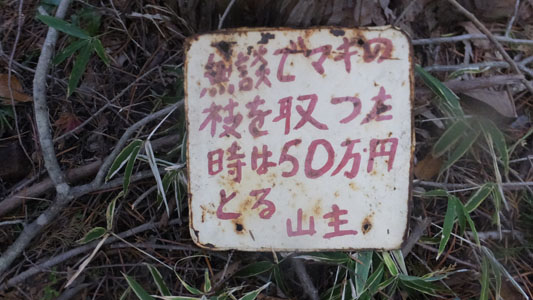 無談でマキの
枝を取った
時は50万円
とる 山主